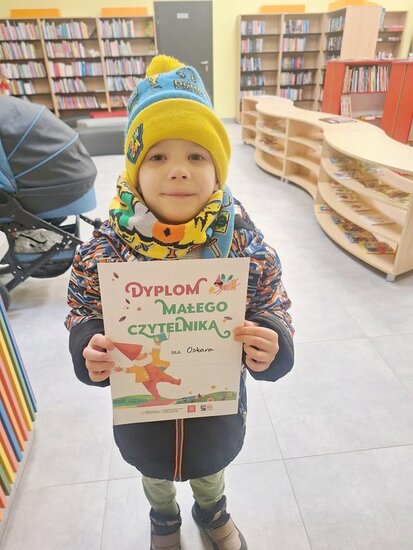 DYPLOM
MAŁEGO
CZYTELNIKA
DLA Oskara